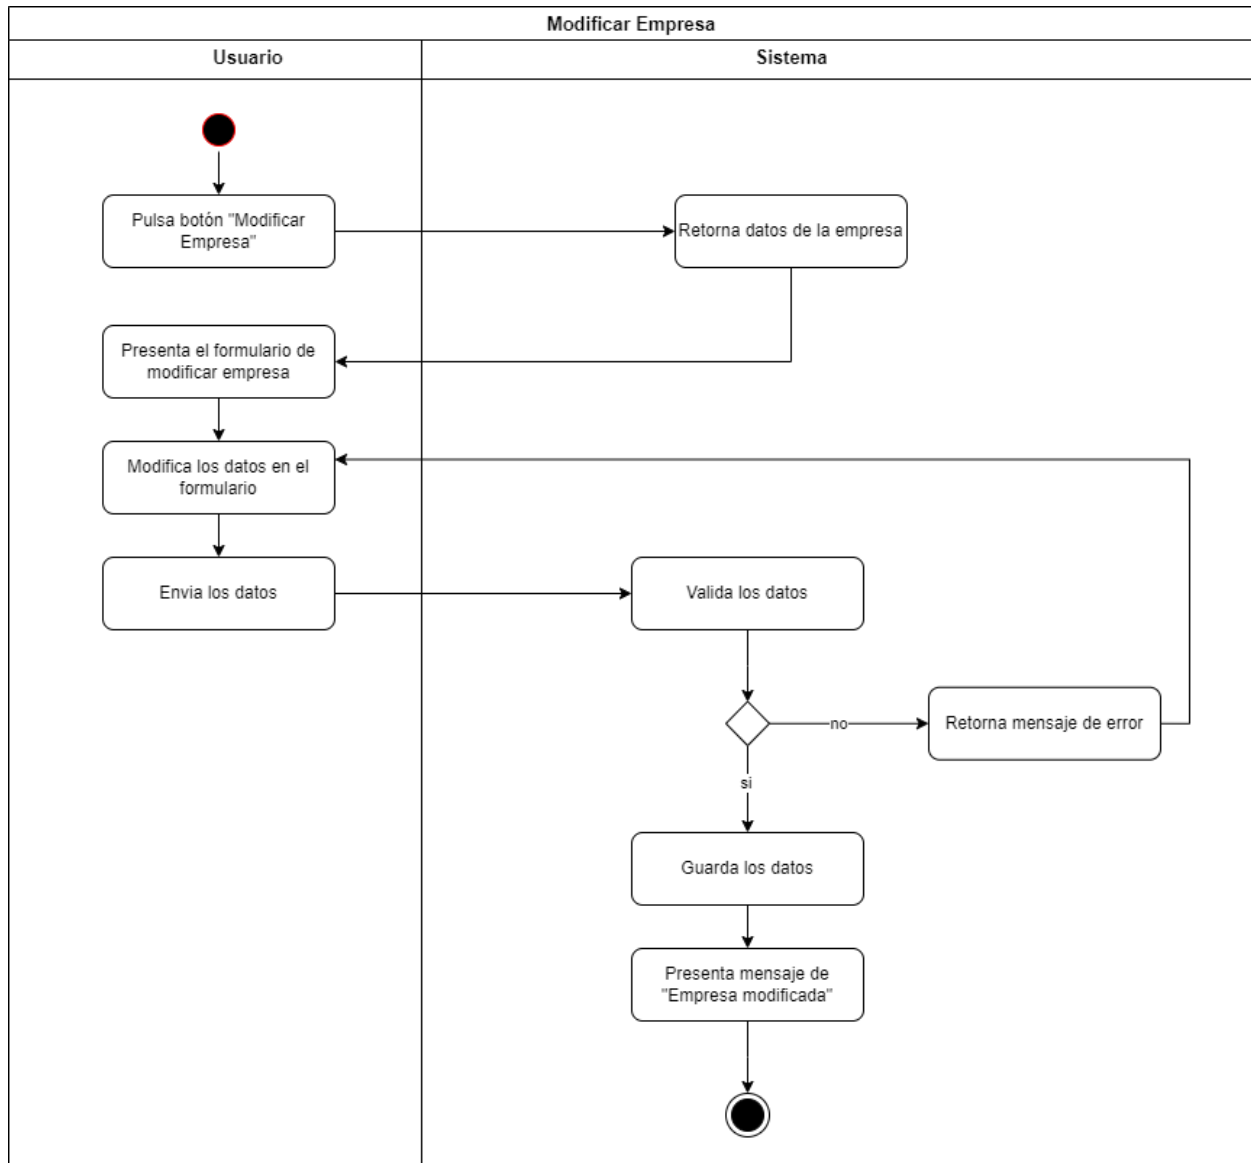 Modificar Empresa
Usuario
Sistema
Pulsa botón "Modificar
Empresa"
Retorna datos de la empresa
Presenta el formulario de
modificar empresa
Modifica los datos en el
formulario
Envia los datos
Valida los datos
no
Retorna mensaje de error
si
Guarda los datos
Presenta mensaje de
"Empresa modificada"